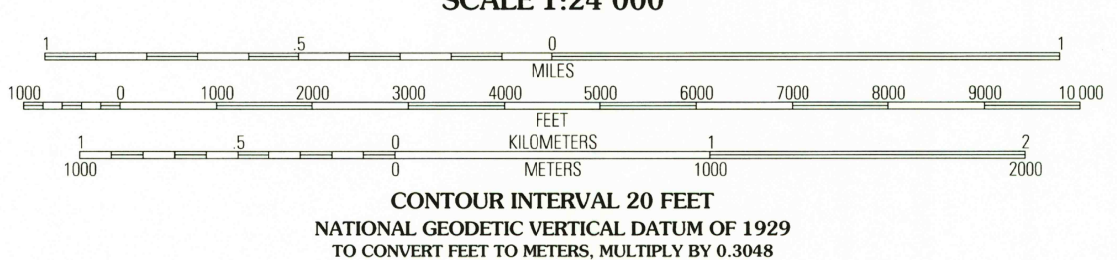 SCALE 1:24 000
1 .5 0 1
MILES
1000 0 1000 2000 3000 4000 5000 6000 7000 8000 9000 10 000
FEET
1 .5 0 KILOMETERS 1 2
1000 0 METERS 1000 2000
CONTOUR INTERVAL 20 FEET
NATIONAL GEODETIC VERTICAL DATUM OF 1929
TO CONVERT FEET TO METERS, MULTIPLY BY 0.3048